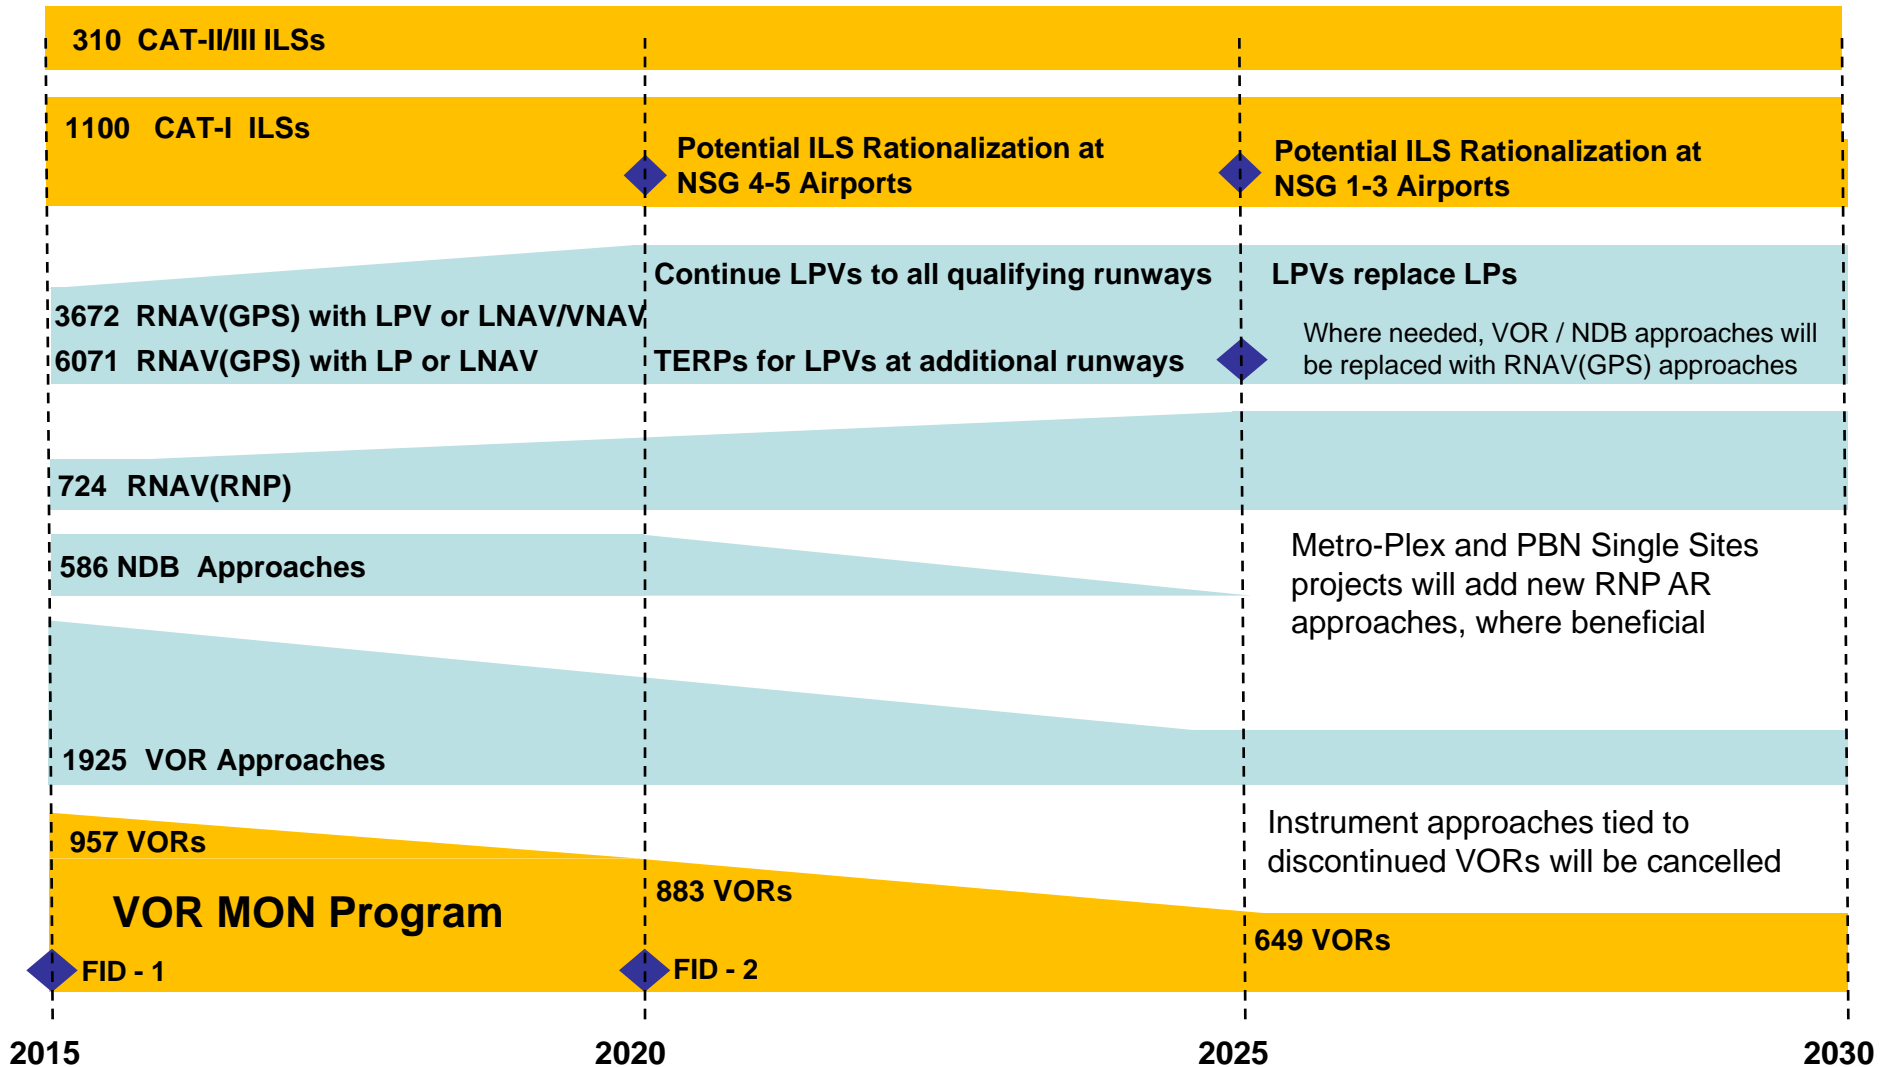 310 CAT-II/III ILSs
1100 CAT-I ILSs
Potential ILS Rationalization at
NSG 4-5 Airports
Potential ILS Rationalization at
NSG 1-3 Airports
3672 RNAV(GPS) with LPV or LNAV/VNAV
6071 RNAV(GPS) with LP or LNAV
Continue LPVs to all qualifying runways
TERPs for LPVs at additional runways
LPVs replace LPs
Where needed, VOR / NDB approaches will
be replaced with RNAV(GPS) approaches
724 RNAV(RNP)
586 NDB Approaches
Metro-Plex and PBN Single Sites
projects will add new RNP AR
approaches, where beneficial
1925 VOR Approaches
957 VORs
VOR MON Program
FID - 1
883 VORs
FID - 2
Instrument approaches tied to
discontinued VORs will be cancelled
649 VORs
2015
2020
2025
2030